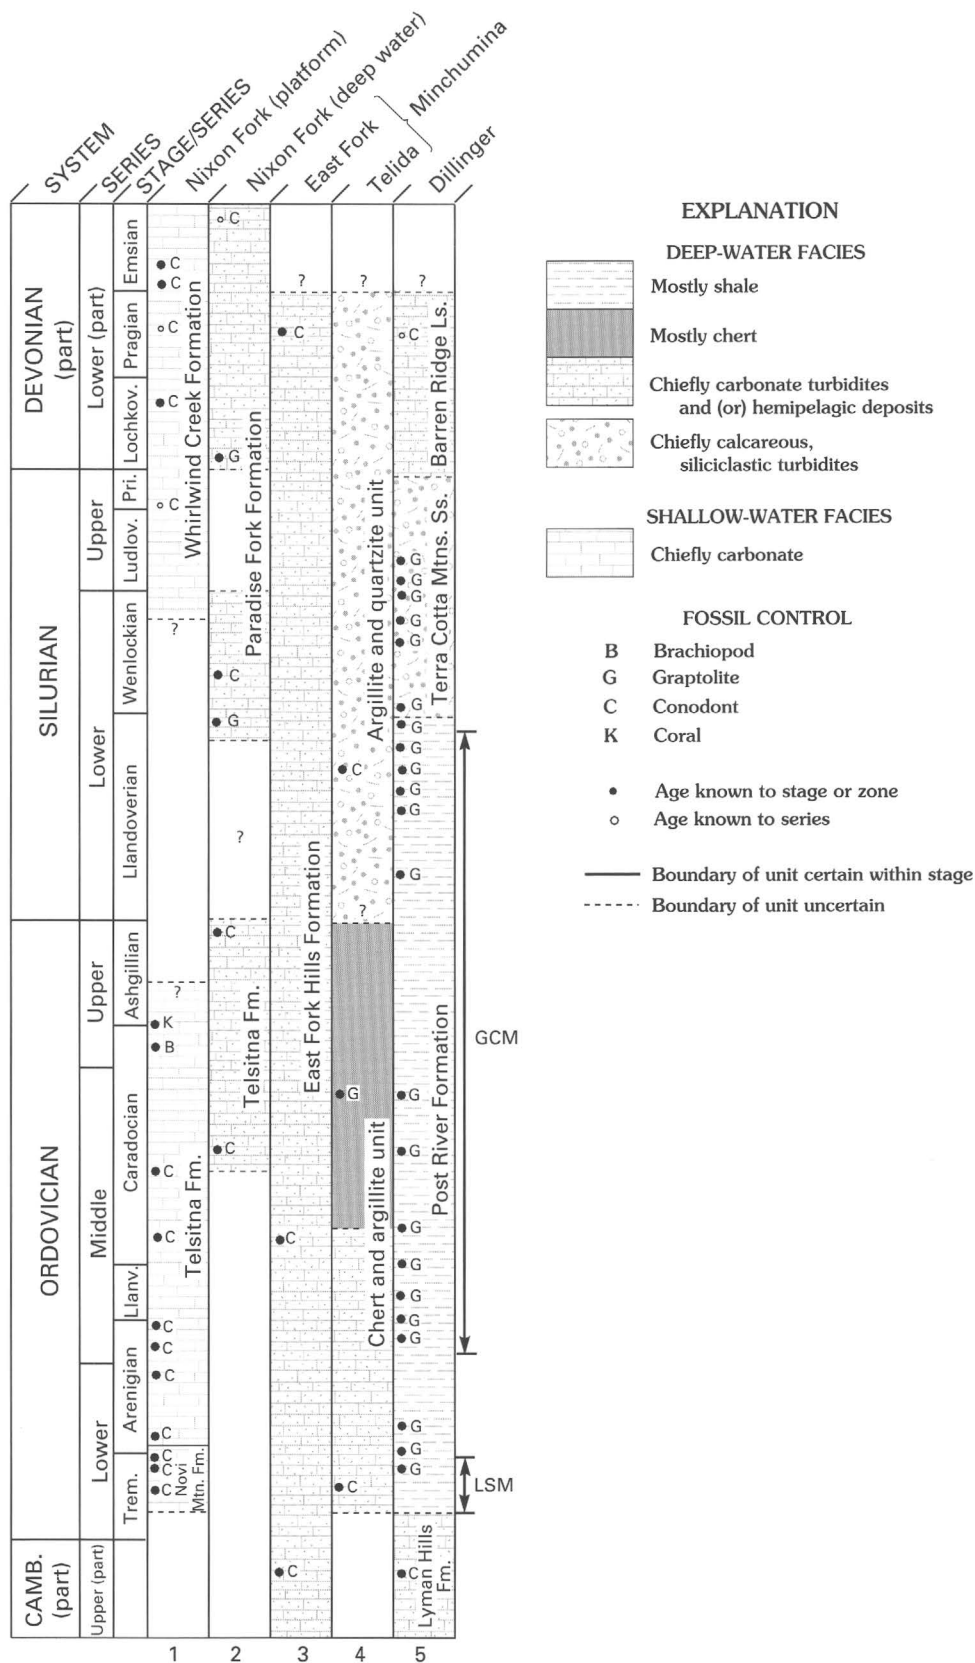 SYSTEM
SERIES
STAGE/SERIES
Nixon Fork (platform)
Nixon Fork (deep water)
East Fork
Telida
Minchumina
Dillinger
DEVONIAN
(part)
Lower (part)
Emsian
Pragian
Lochkov.
SILURIAN
Upper
Pri.
Ludlov.
Lower
Wenlockian
Llandoverian
ORDOVICIAN
Upper
Ashgillian
Middle
Caradocian
Llanv.
Lower
Arenigian
Trem.
CAMB.
(part)
Upper (part)
C
C
C
C
C
Whirlwind Creek Formation
?
?
K
B
C
C
Telsitna Fm.
C
C
C
C
C
C
C
Novi
Mtn. Fm.
1
C
G
Paradise Fork Formation
C
G
?
C
Telsitna Fm.
C
2
?
C
East Fork Hills Formation
C
C
3
?
Argillite and quartzite unit
C
?
G
Chert and argillite unit
C
4
?
C
Barren Ridge Ls.
Terra Cotta Mtns. Ss.
G
G
G
G
G
G
G
G
G
G
G
G
Post River Formation
G
G
G
G
G
G
G
G
G
G
C
Lyman Hills
Fm.
5
GCM
LSM
EXPLANATION
DEEP-WATER FACIES
Mostly shale
Mostly chert
Chiefly carbonate turbidites
and (or) hemipelagic deposits
Chiefly calcareous,
siliciclastic turbidites
SHALLOW-WATER FACIES
Chiefly carbonate
FOSSIL CONTROL
B Brachiopod
G Graptolite
C Conodont
K Coral
Age known to stage or zone
Age known to series
Boundary of unit certain within stage
Boundary of unit uncertain